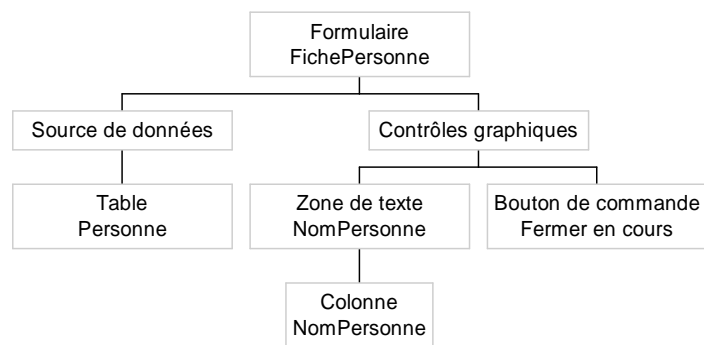 Formulaire
FichePersonne
Source de données
Contrôles graphiques
Table
Personne
Zone de texte
NomPersonne
Bouton de commande
Fermer en cours
Colonne
NomPersonne